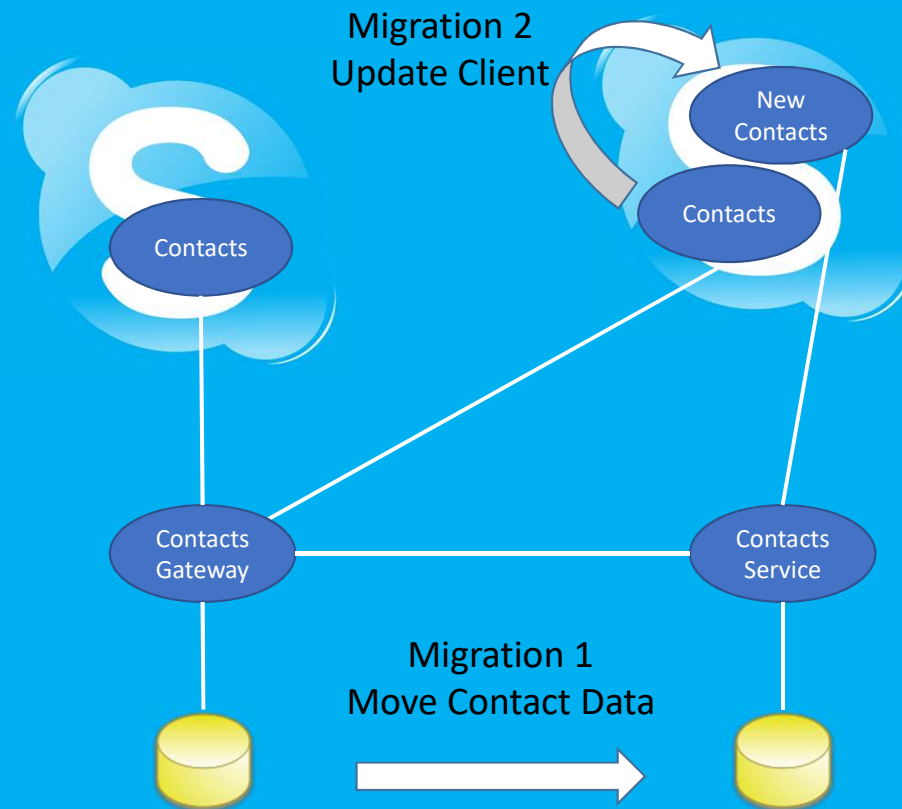 Migration 2
Update Client
New
Contacts
Contacts
Contacts
Contacts
Gateway
Contacts
Service
Migration 1
Move Contact Data